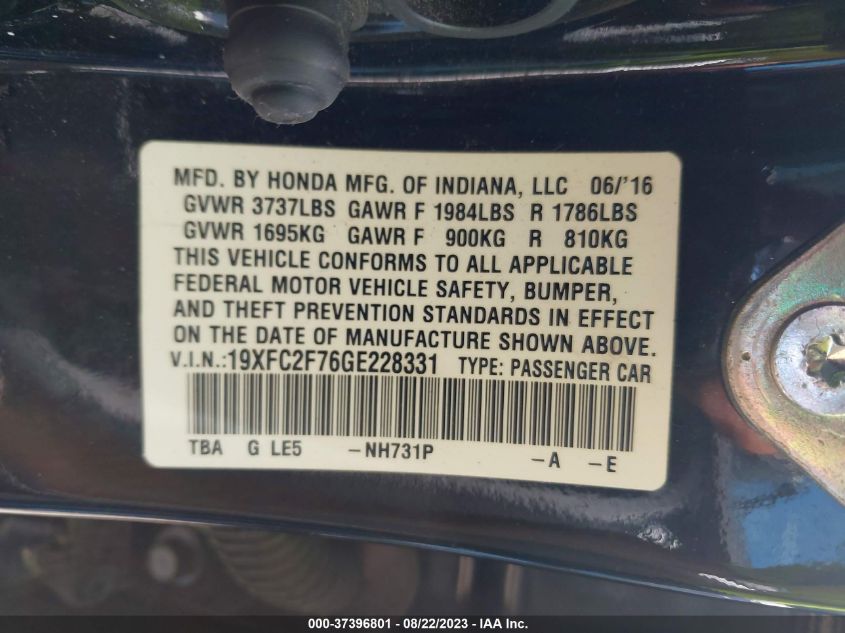 MFD. BY HONDA MFG. OF INDIANA, LLC 06/'16
GVWR 3737LBS GAWR F 1984LBS R 1786LBS
GVWR 1695KG GAWR F 900KG R 810KG
THIS VEHICLE CONFORMS TO ALL APPLICABLE
FEDERAL MOTOR VEHICLE SAFETY, BUMPER,
AND THEFT PREVENTION STANDARDS IN EFFECT
ON THE DATE OF MANUFACTURE SHOWN ABOVE.
V.I.N.:19XFC2F76GE228331 TYPE: PASSENGER CAR
TBA G LE5 -NH731P -A -E
000-37396801 - 08/22/2023 - IAA Inc.